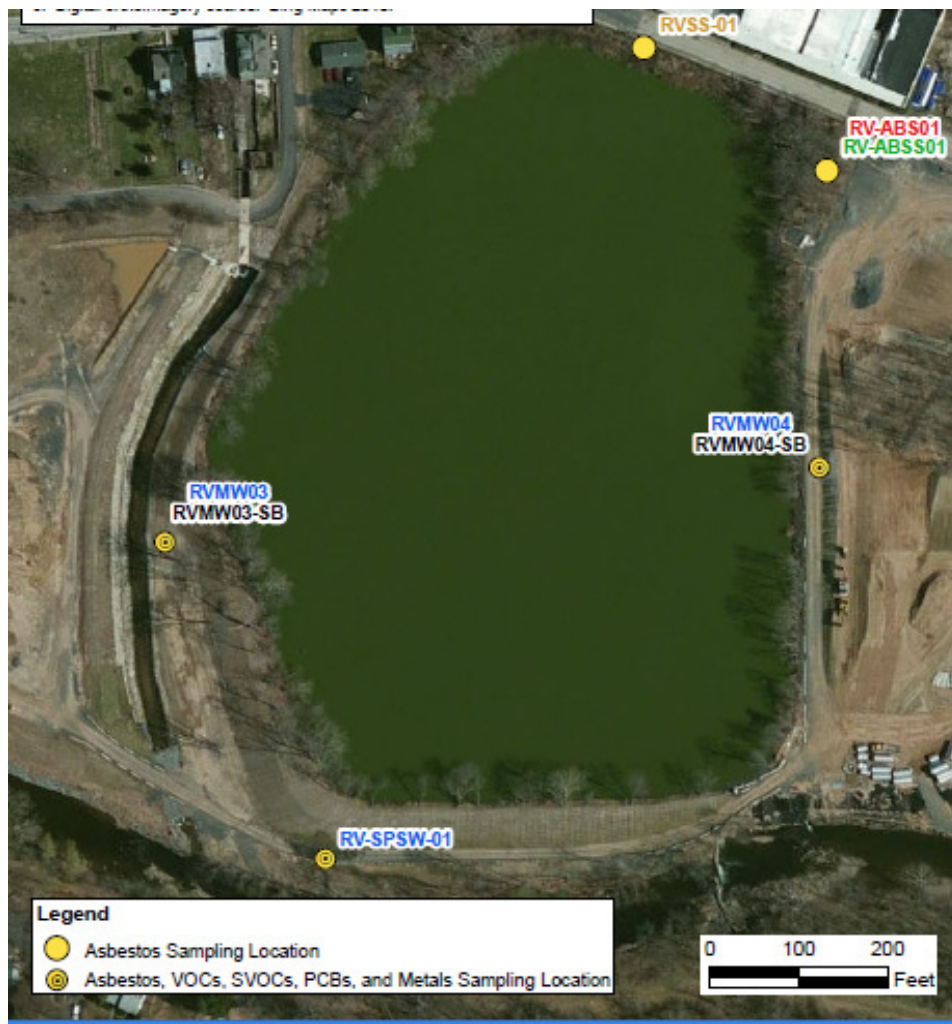 RVSS-01
RV-ABS01
RV-ABSS01
RVMW04
RVMW04-SB
RVMW03
RVMW03-SB
RV-SPSW-01
Legend
Asbestos Sampling Location
Asbestos, VOCs, SVOCs, PCBs, and Metals Sampling Location
0 100 200
Feet